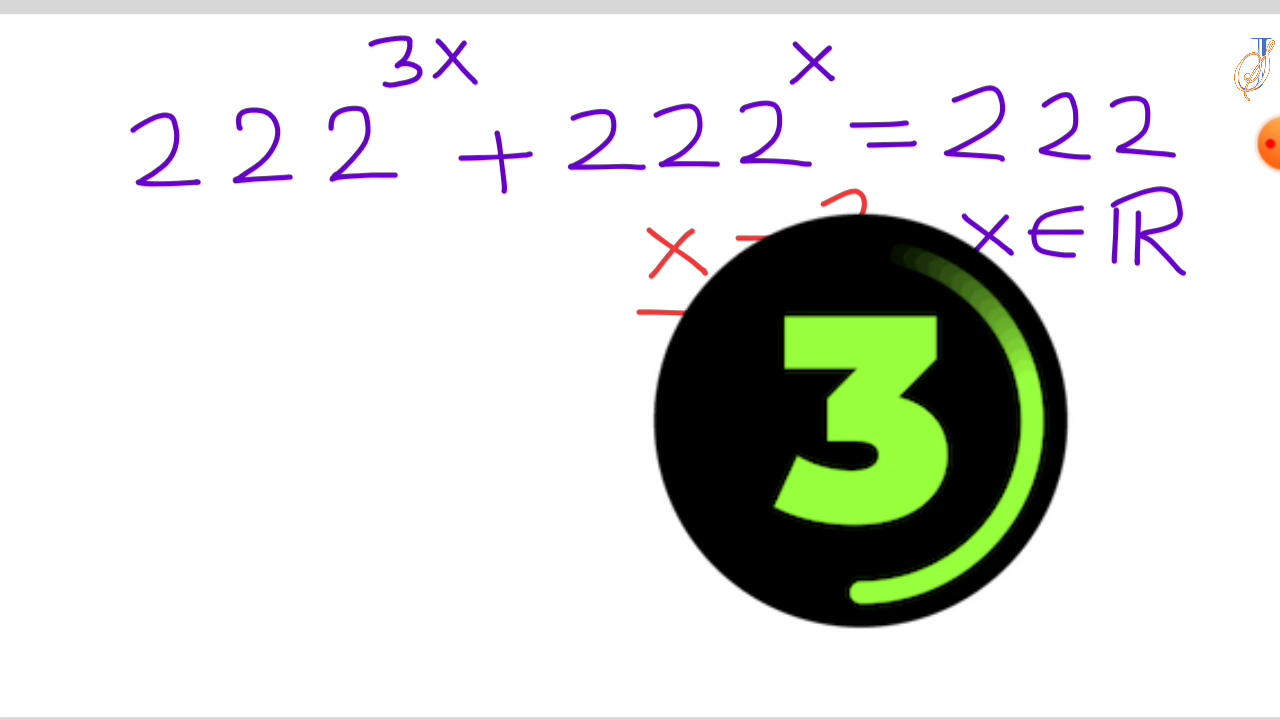 222^{3x} + 222^{x} = 222
x = ? x ∈ ℝ
3